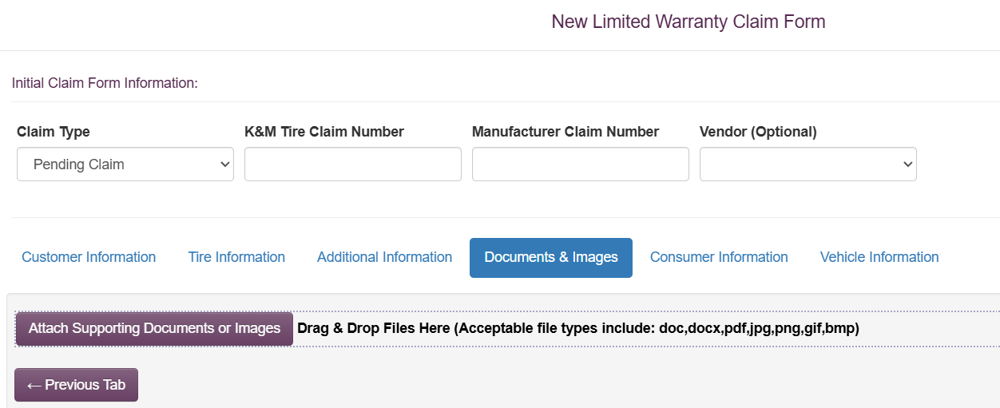 New Limited Warranty Claim Form
Initial Claim Form Information:
Claim Type K&M Tire Claim Number Manufacturer Claim Number Vendor (Optional)
Pending Claim
Customer Information Tire Information Additional Information Documents & Images Consumer Information Vehicle Information
Attach Supporting Documents or Images Drag & Drop Files Here (Acceptable file types include: doc,docx,pdf,jpg,png,gif,bmp)
← Previous Tab